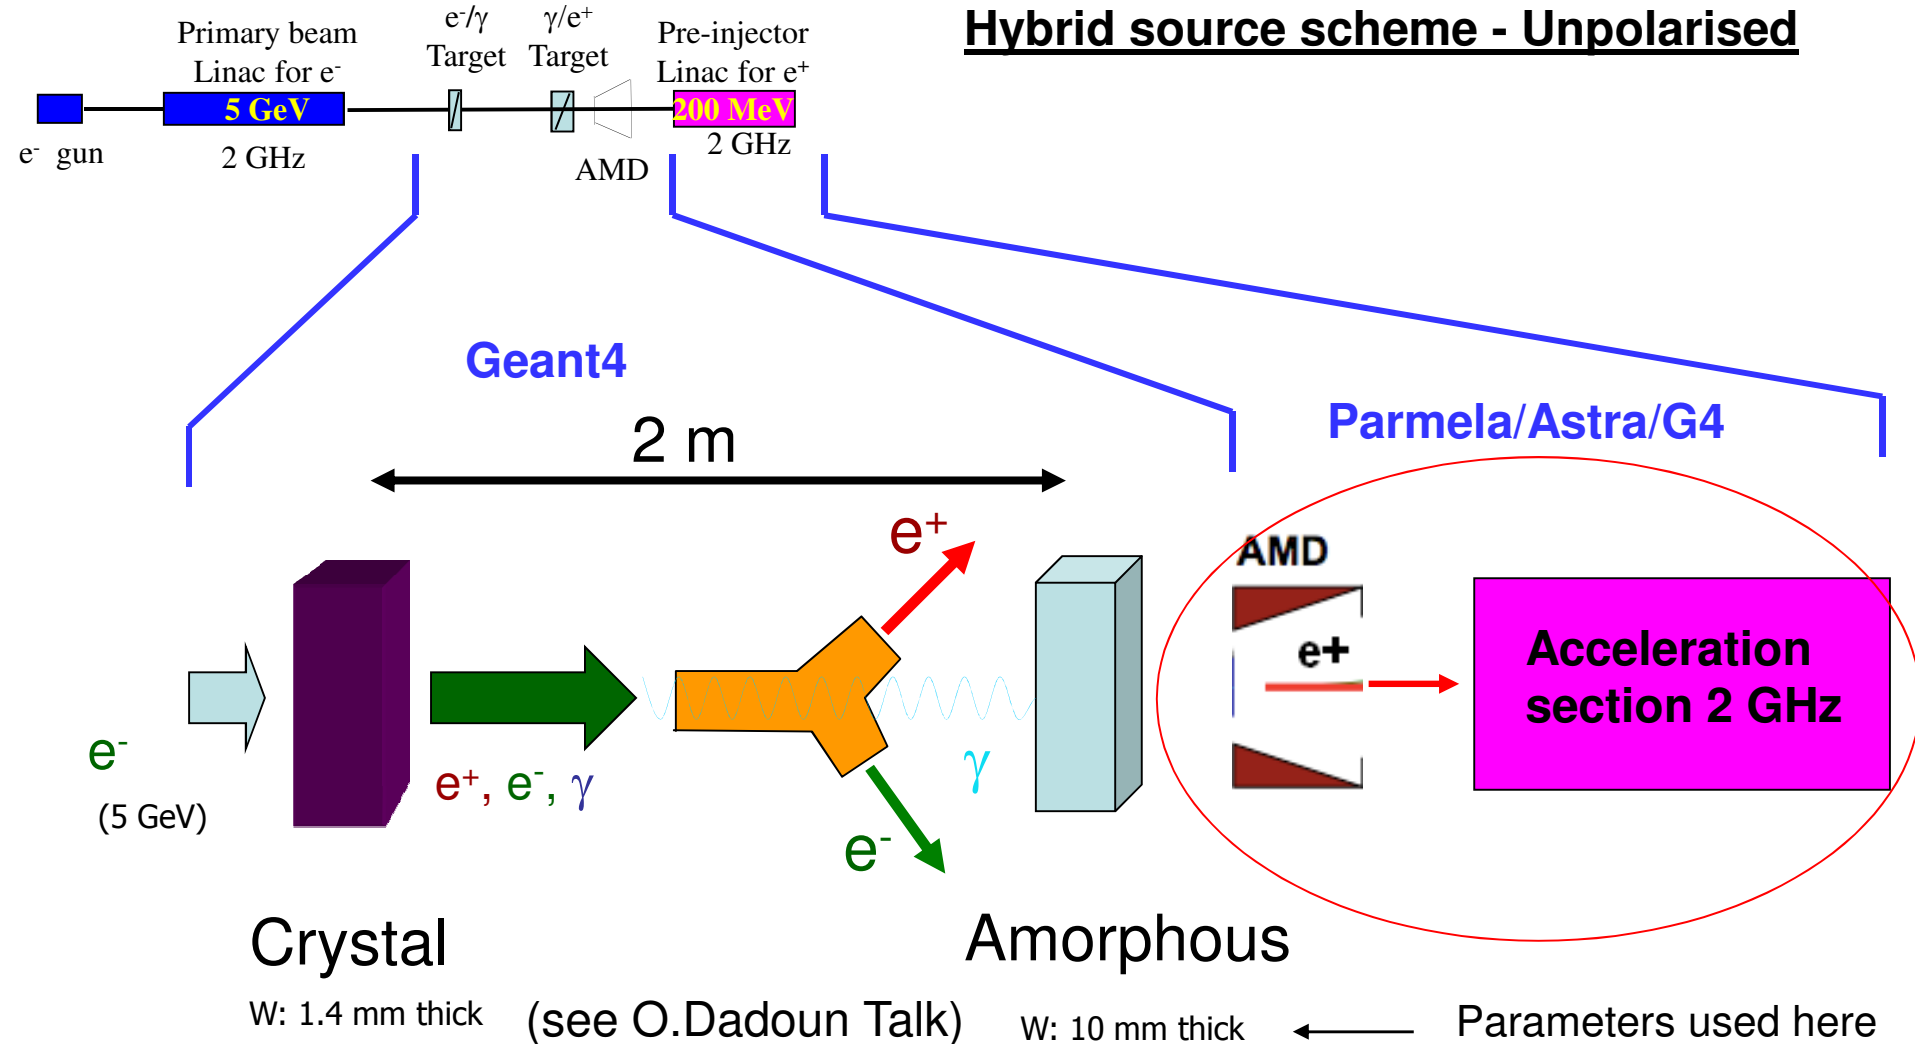 Hybrid source scheme - Unpolarised
Primary beam
Linac for e-
e-/γ
Target
γ/e+
Target
Pre-injector
Linac for e+
5 GeV
200 MeV
e- gun
2 GHz
AMD
2 GHz
Geant4
Parmela/Astra/G4
2 m
e+
AMD
e+
Acceleration
section 2 GHz
e-
(5 GeV)
e+, e-, γ
γ
e-
Crystal
Amorphous
W: 1.4 mm thick
(see O.Dadoun Talk)
W: 10 mm thick
Parameters used here